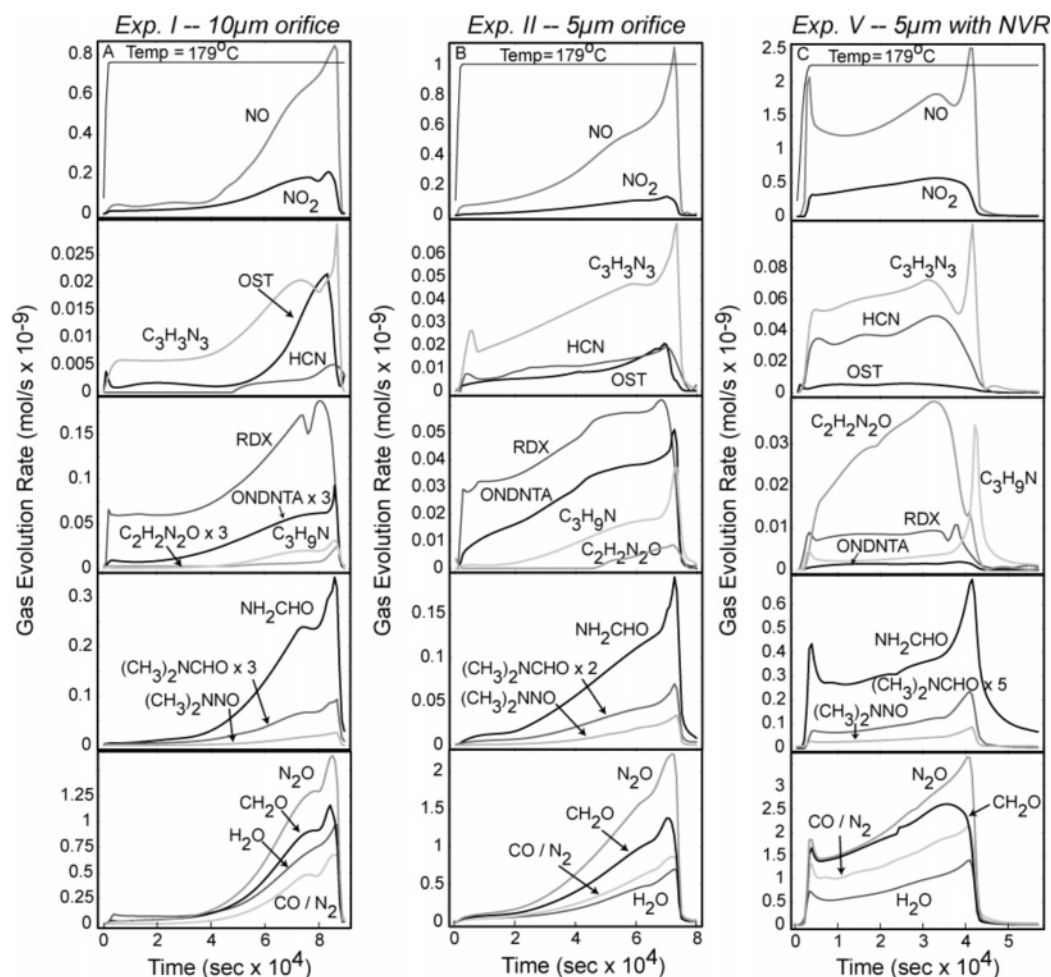 Exp. I -- 10μm orifice
Exp. II -- 5μm orifice
Exp. V -- 5μm with NVR
Gas Evolution Rate (mol/s x 10-9)
A
Temp = 179°C
0.8
0.6
0.4
0.2
0
NO
NO2
0.025
0.02
0.015
0.01
0.005
0
OST
C3H3N3
HCN
0.15
0.1
0.05
0
RDX
ONDNTA x 3
C2H2N2O x 3
C3H9N
0.3
0.2
0.1
0
NH2CHO
(CH3)2NCHO x 3
(CH3)2NNO
1.25
1
0.75
0.5
0.25
0
N2O
CH2O
H2O
CO / N2
0 2 4 6 8
Time (sec x 10^4)
Gas Evolution Rate (mol/s x 10-9)
B
Temp= 179°C
1
0.8
0.6
0.4
0.2
0
NO
NO2
0.06
0.05
0.04
0.03
0.02
0.01
0
C3H3N3
HCN
OST
0.05
0.04
0.03
0.02
0.01
0
RDX
ONDNTA
C3H9N
C2H2N2O
0.15
0.1
0.05
0
NH2CHO
(CH3)2NCHO x 2
(CH3)2NNO
2
1.5
1
0.5
0
N2O
CH2O
CO / N2
H2O
0 2 4 6 8
Time (sec x 10^4)
Gas Evolution Rate (mol/s x 10-9)
C
Temp = 179°C
2.5
2
1.5
1
0.5
0
NO
NO2
0.08
0.06
0.04
0.02
0
C3H3N3
HCN
OST
0.03
0.02
0.01
0
C2H2N2O
C3H9N
RDX
ONDNTA
0.6
0.5
0.4
0.3
0.2
0.1
0
NH2CHO
(CH3)2NCHO x 5
(CH3)2NNO
3
2.5
2
1.5
1
0.5
0
N2O
CH2O
CO / N2
H2O
0 1 2 3 4 5
Time (sec x 10^4)